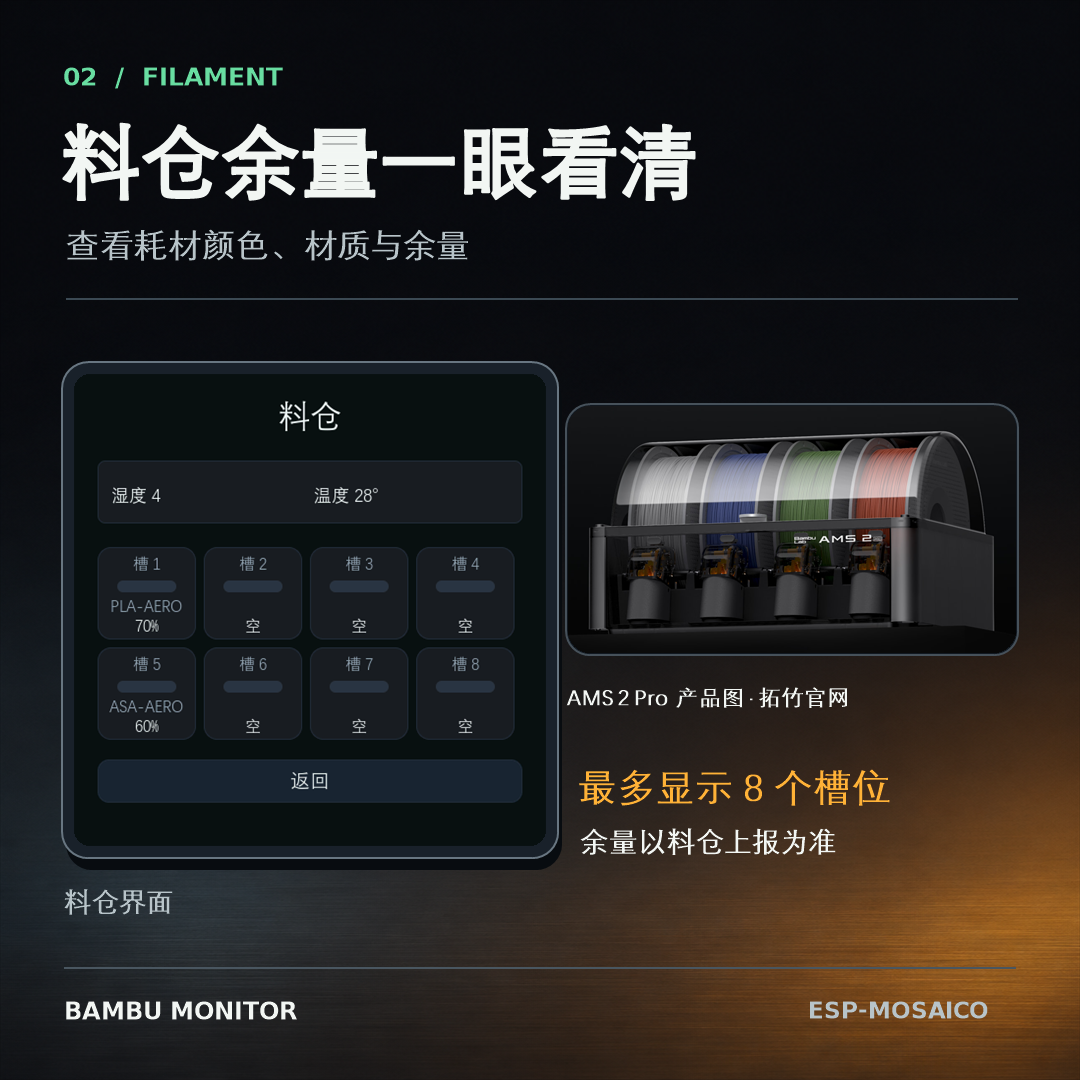 02 / FILAMENT
料仓余量一眼看清
查看耗材颜色、材质与余量
料仓
湿度 4 温度 28°
槽 1 槽 2 槽 3 槽 4
PLA-AERO
70% 空 空 空
槽 5 槽 6 槽 7 槽 8
ASA-AERO
60% 空 空 空
返回
料仓界面
Bambu Lab AMS 2
AMS 2 Pro 产品图 · 拓竹官网
最多显示 8 个槽位
余量以料仓上报为准
BAMBU MONITOR
ESP-MOSAICO